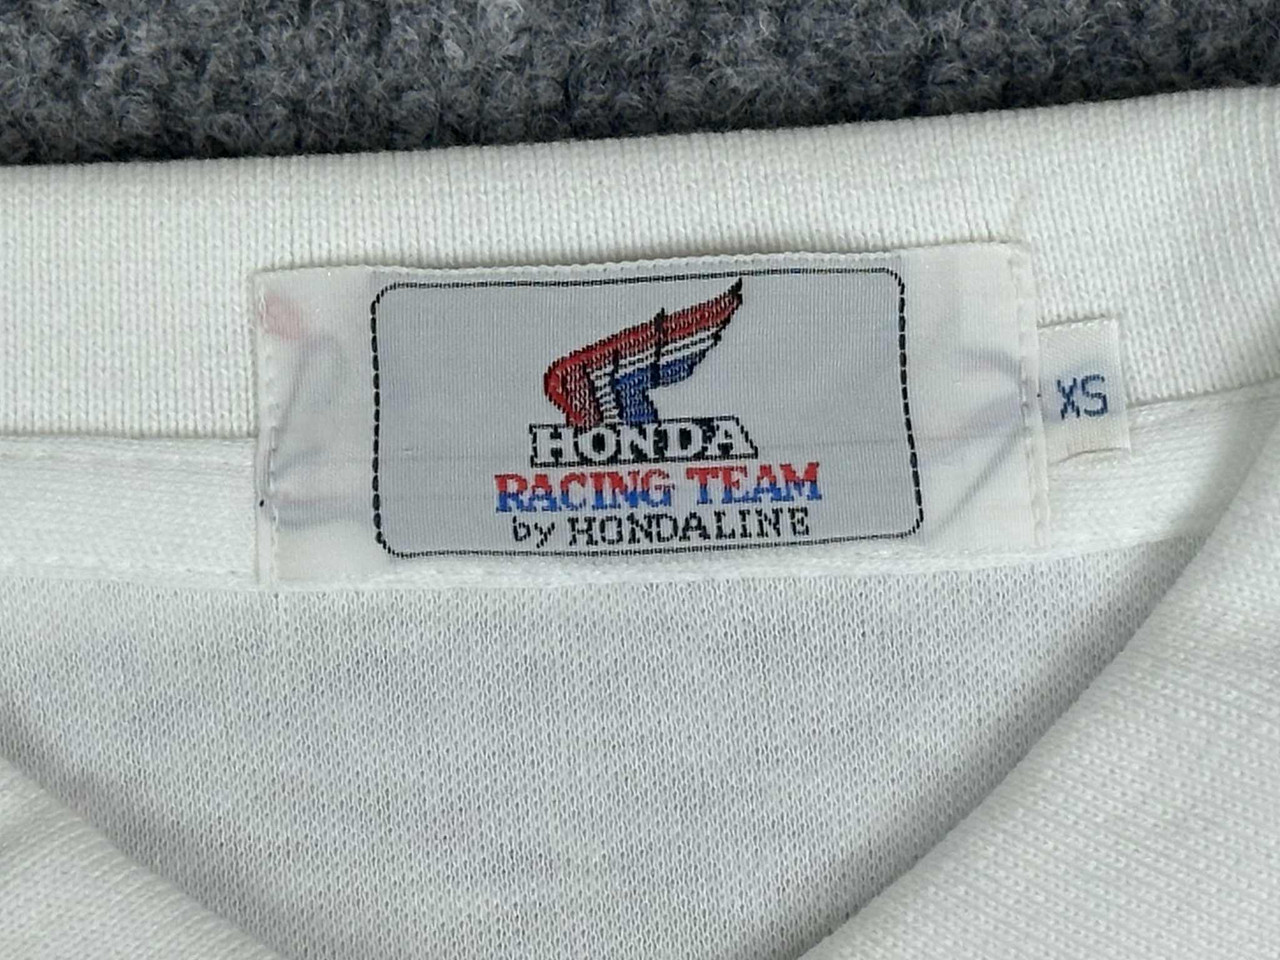 HONDA
RACING TEAM
by HONDALINE
XS